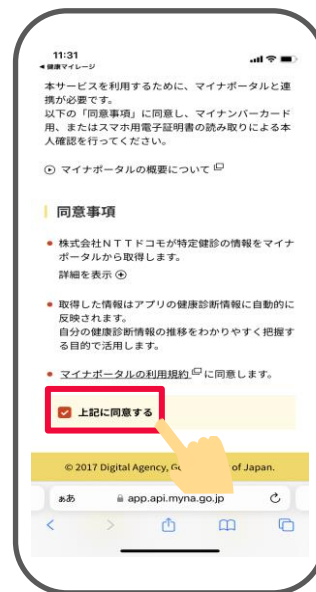 11:31
◀ 健康マイレージ
本サービスを利用するために、マイナポータルと連
携が必要です。
以下の「同意事項」に同意し、マイナンバーカード
用、またはスマホ用電子証明書の読み取りによる本
人確認を行ってください。
マイナポータルの概要について
同意事項
• 株式会社NTTドコモが特定健診の情報をマイナ
ポータルから取得します。
詳細を表示
• 取得した情報はアプリの健康診断情報に自動的に
反映されます。
自分の健康診断情報の推移をわかりやすく把握す
る目的で活用します。
• マイナポータルの利用規約に同意します。
上記に同意する
© 2017 Digital Agency, of Japan.
ぁあ app.api.myna.go.jp